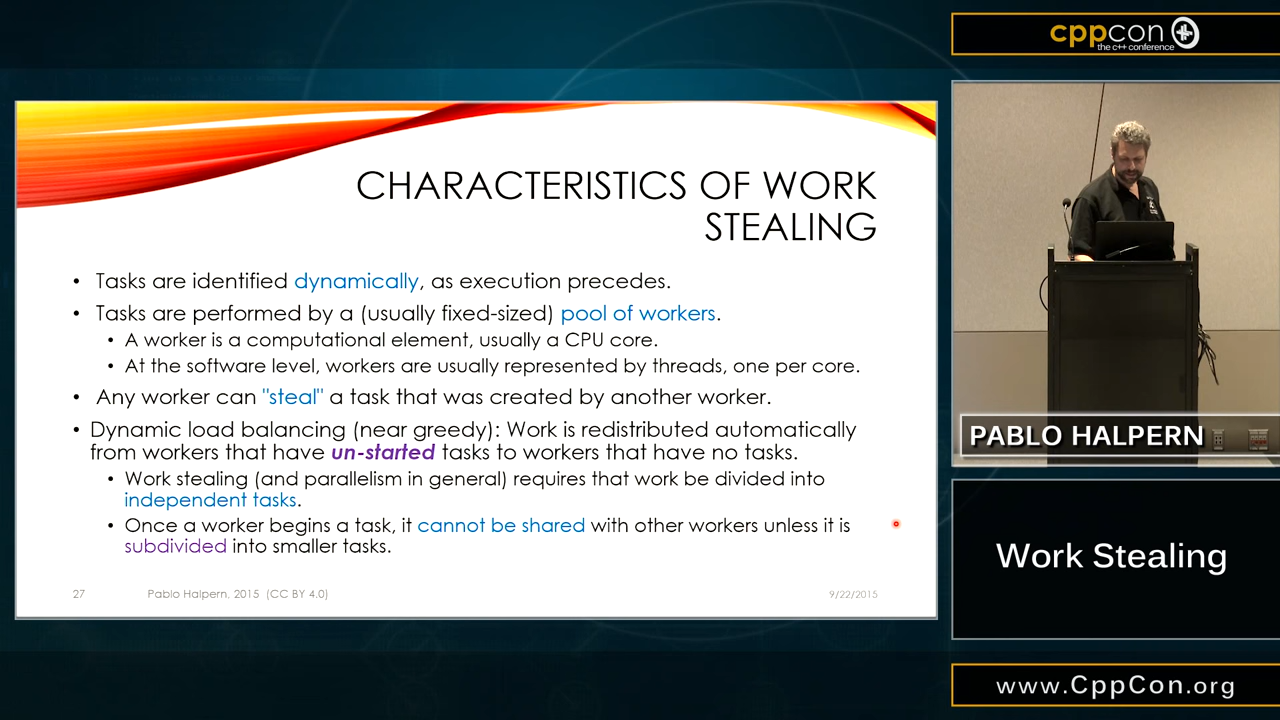 cppcon
the c++ conference
CHARACTERISTICS OF WORK
STEALING
• Tasks are identified dynamically, as execution precedes.
• Tasks are performed by a (usually fixed-sized) pool of workers.
• A worker is a computational element, usually a CPU core.
• At the software level, workers are usually represented by threads, one per core.
• Any worker can "steal" a task that was created by another worker.
• Dynamic load balancing (near greedy): Work is redistributed automatically
from workers that have un-started tasks to workers that have no tasks.
• Work stealing (and parallelism in general) requires that work be divided into
independent tasks.
• Once a worker begins a task, it cannot be shared with other workers unless it is
subdivided into smaller tasks.
27 Pablo Halpern, 2015 (CC BY 4.0) 9/22/2015
PABLO HALPERN
Work Stealing
www.CppCon.org